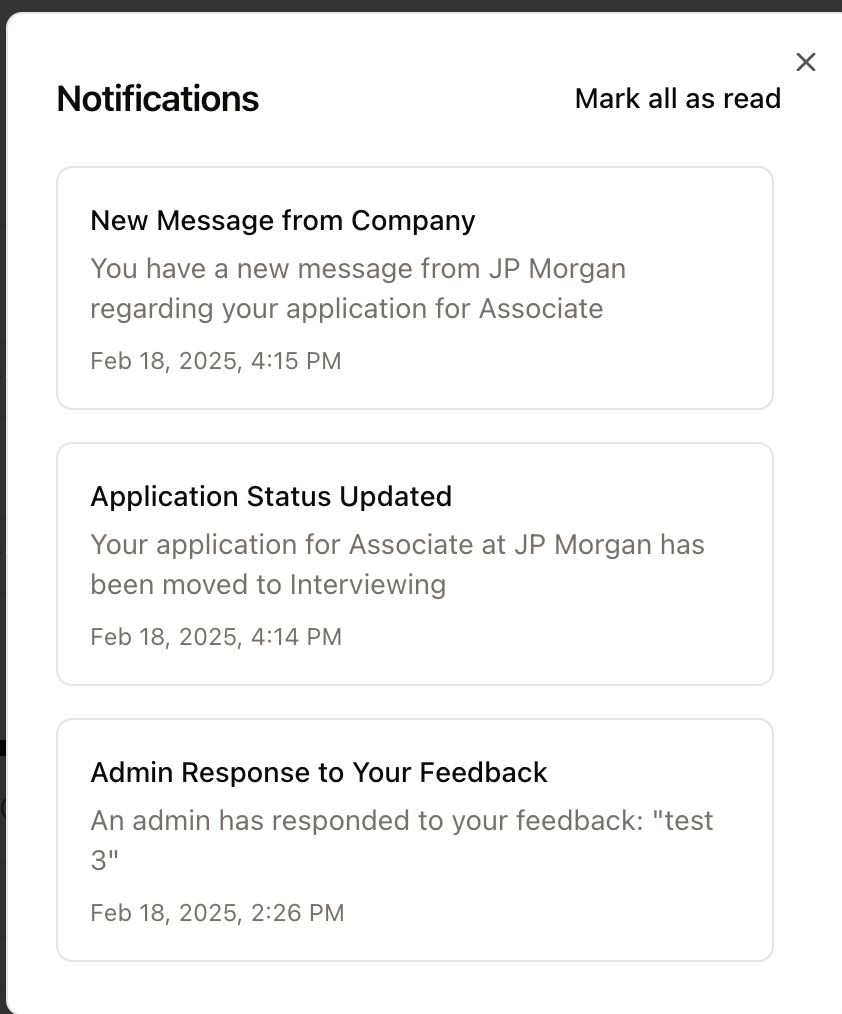 Notifications
Mark all as read
New Message from Company
You have a new message from JP Morgan
regarding your application for Associate
Feb 18, 2025, 4:15 PM
Application Status Updated
Your application for Associate at JP Morgan has
been moved to Interviewing
Feb 18, 2025, 4:14 PM
Admin Response to Your Feedback
An admin has responded to your feedback: "test
3"
Feb 18, 2025, 2:26 PM